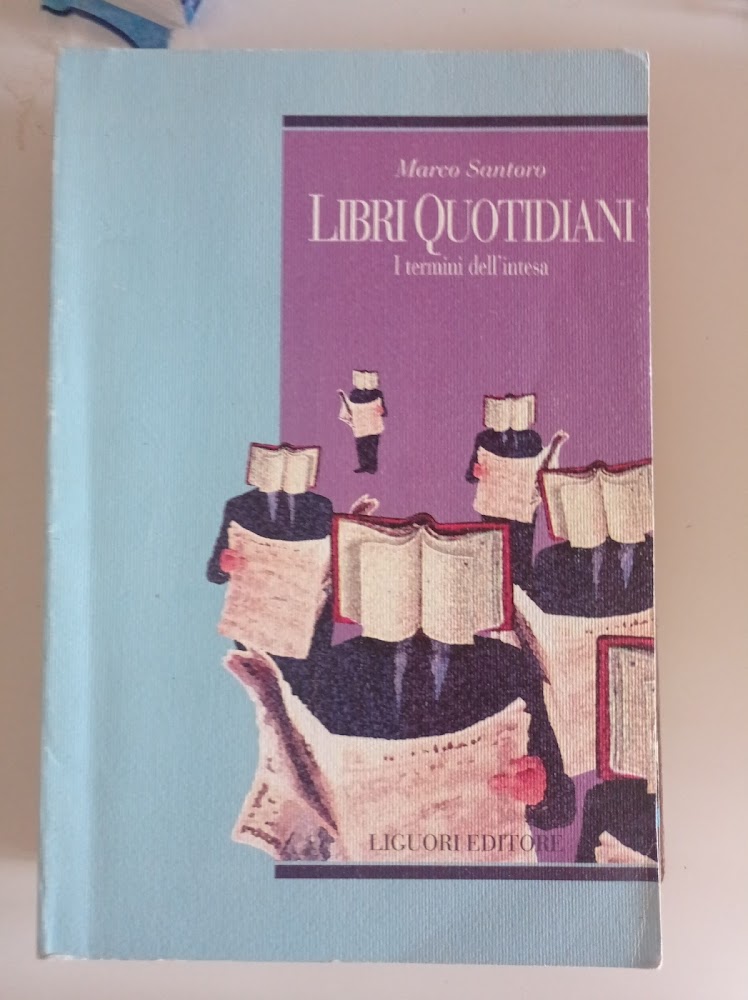 Marco Santoro
LIBRI QUOTIDIANI
I termini dell'intesa
LIGUORI EDITORE